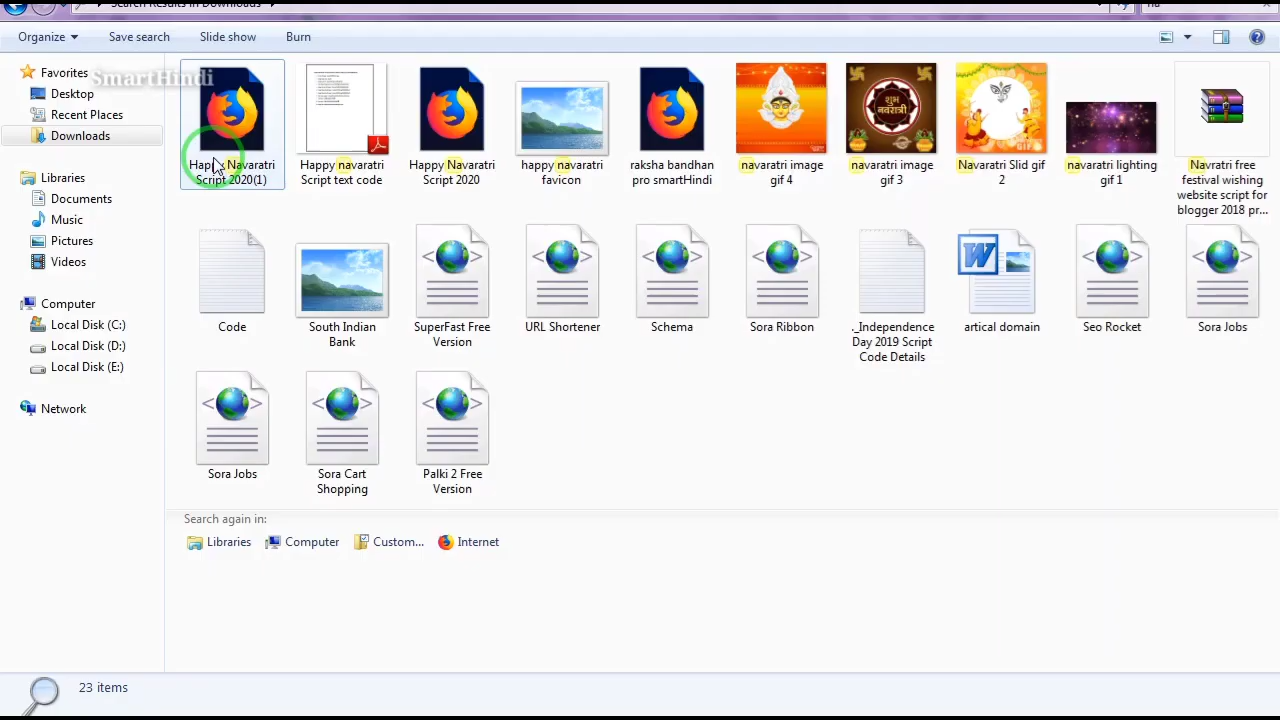 Search Results in Downloads
na
Organize
Save search
Slide show
Burn
SmartHindi
Favorites
Desktop
Recent Places
Downloads
Libraries
Documents
Music
Pictures
Videos
Computer
Local Disk (C:)
Local Disk (D:)
Local Disk (E:)
Network
Happy Navaratri
Script 2020(1)
Happy navaratri
Script text code
Happy Navaratri
Script 2020
happy navaratri
favicon
raksha bandhan
pro smartHindi
navaratri image
gif 4
शुभ
नवरात्री
navaratri image
gif 3
Navaratri Slid gif
2
navaratri lighting
gif 1
Navratri free
festival wishing
website script for
blogger 2018 pr...
Code
South Indian
Bank
SuperFast Free
Version
URL Shortener
Schema
Sora Ribbon
._Independence
Day 2019 Script
Code Details
artical domain
Seo Rocket
Sora Jobs
Sora Jobs
Sora Cart
Shopping
Palki 2 Free
Version
Search again in:
Libraries
Computer
Custom...
Internet
23 items